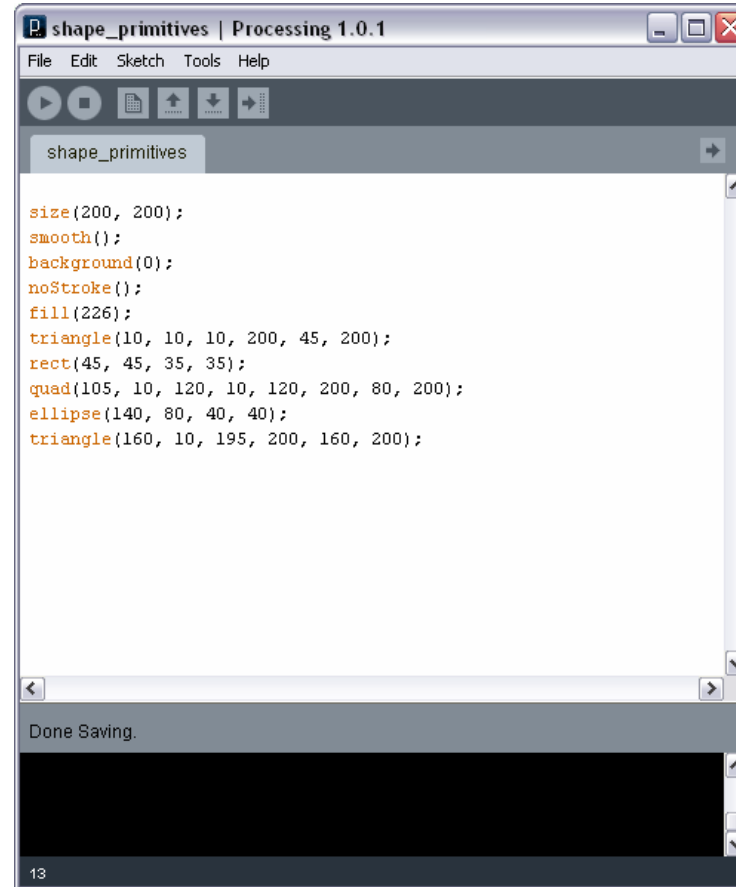 shape_primitives | Processing 1.0.1
File Edit Sketch Tools Help
shape_primitives
size(200, 200);
smooth();
background(0);
noStroke();
fill(226);
triangle(10, 10, 10, 200, 45, 200);
rect(45, 45, 35, 35);
quad(105, 10, 120, 10, 120, 200, 80, 200);
ellipse(140, 80, 40, 40);
triangle(160, 10, 195, 200, 160, 200);
Done Saving.
13